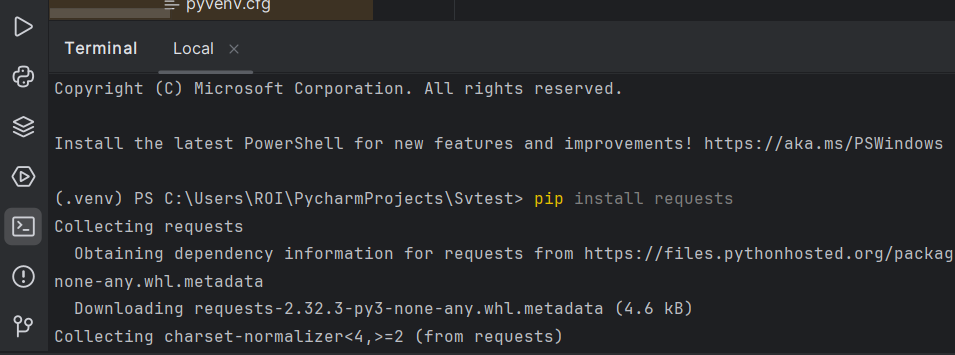 pyvenv.cfg
Terminal Local
Copyright (C) Microsoft Corporation. All rights reserved.
Install the latest PowerShell for new features and improvements! https://aka.ms/PSWindows
(.venv) PS C:\Users\ROI\PycharmProjects\Svtest> pip install requests
Collecting requests
Obtaining dependency information for requests from https://files.pythonhosted.org/packag
none-any.whl.metadata
Downloading requests-2.32.3-py3-none-any.whl.metadata (4.6 kB)
Collecting charset-normalizer<4,>=2 (from requests)